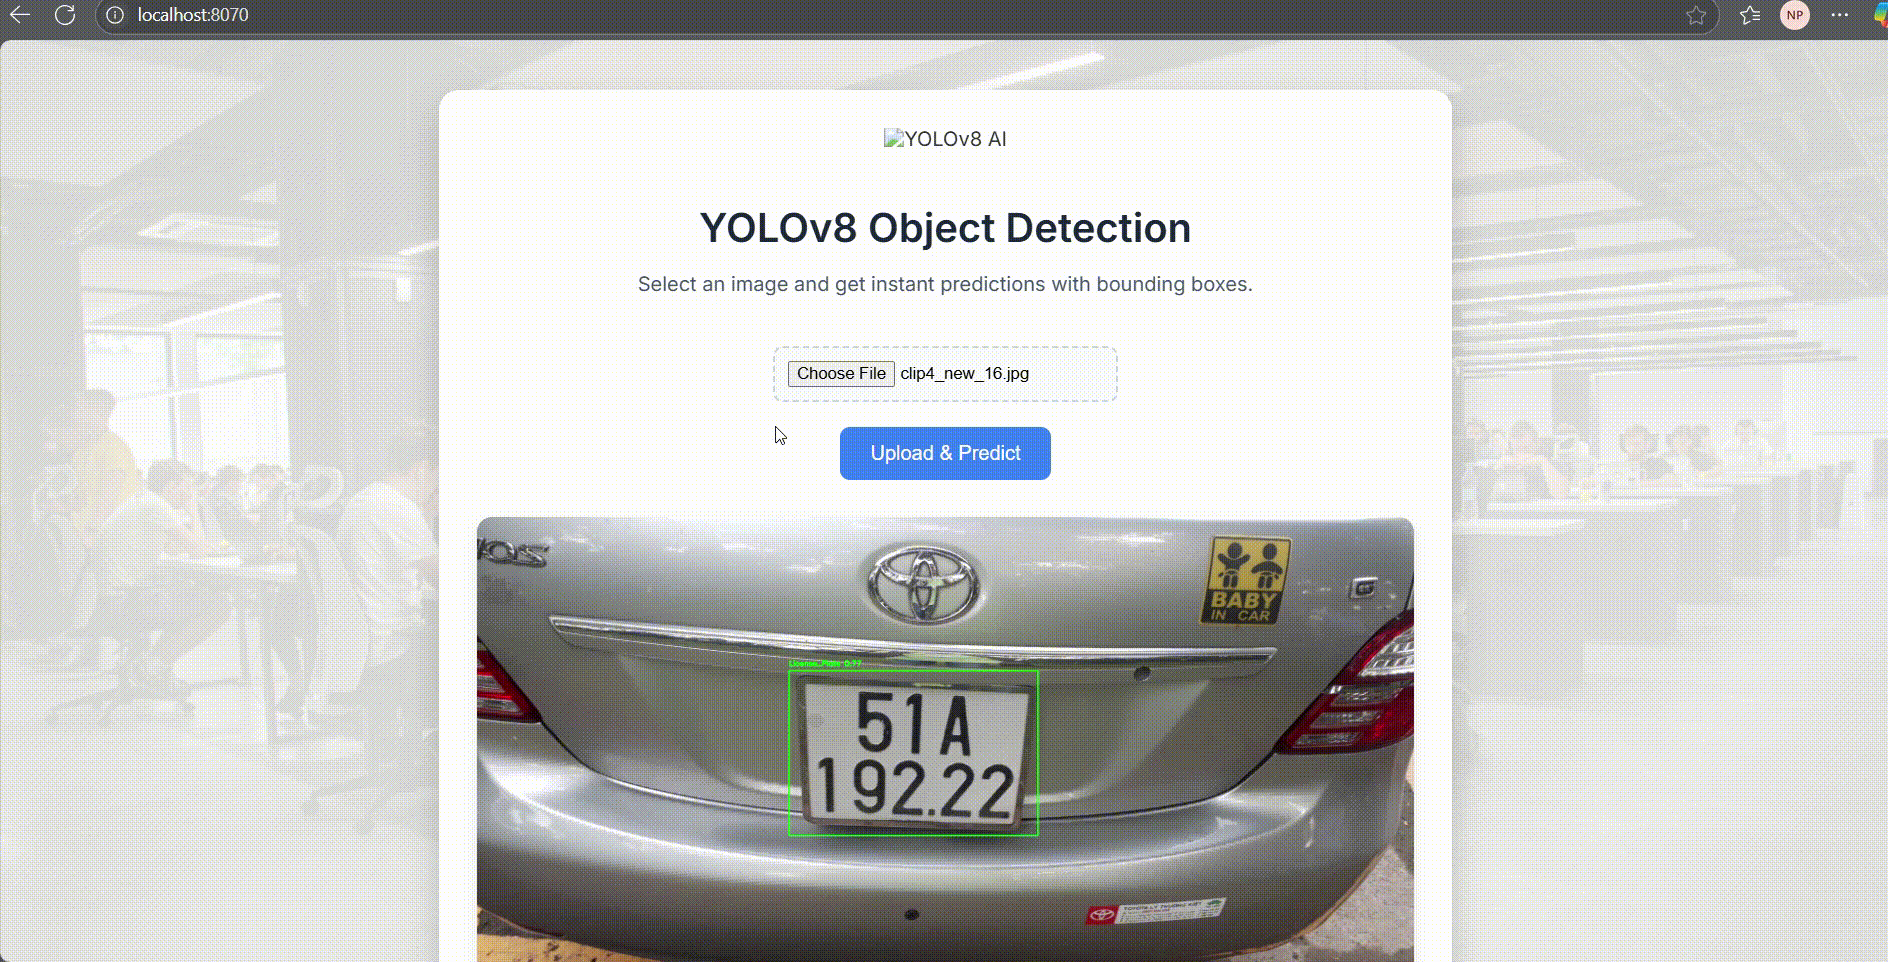 localhost:8070
NP
YOLOv8 AI
YOLOv8 Object Detection
Select an image and get instant predictions with bounding boxes.
Choose File clip4_new_16.jpg
Upload & Predict
BABY
IN CAR
G
License_Plate 0.77
51A
192.22